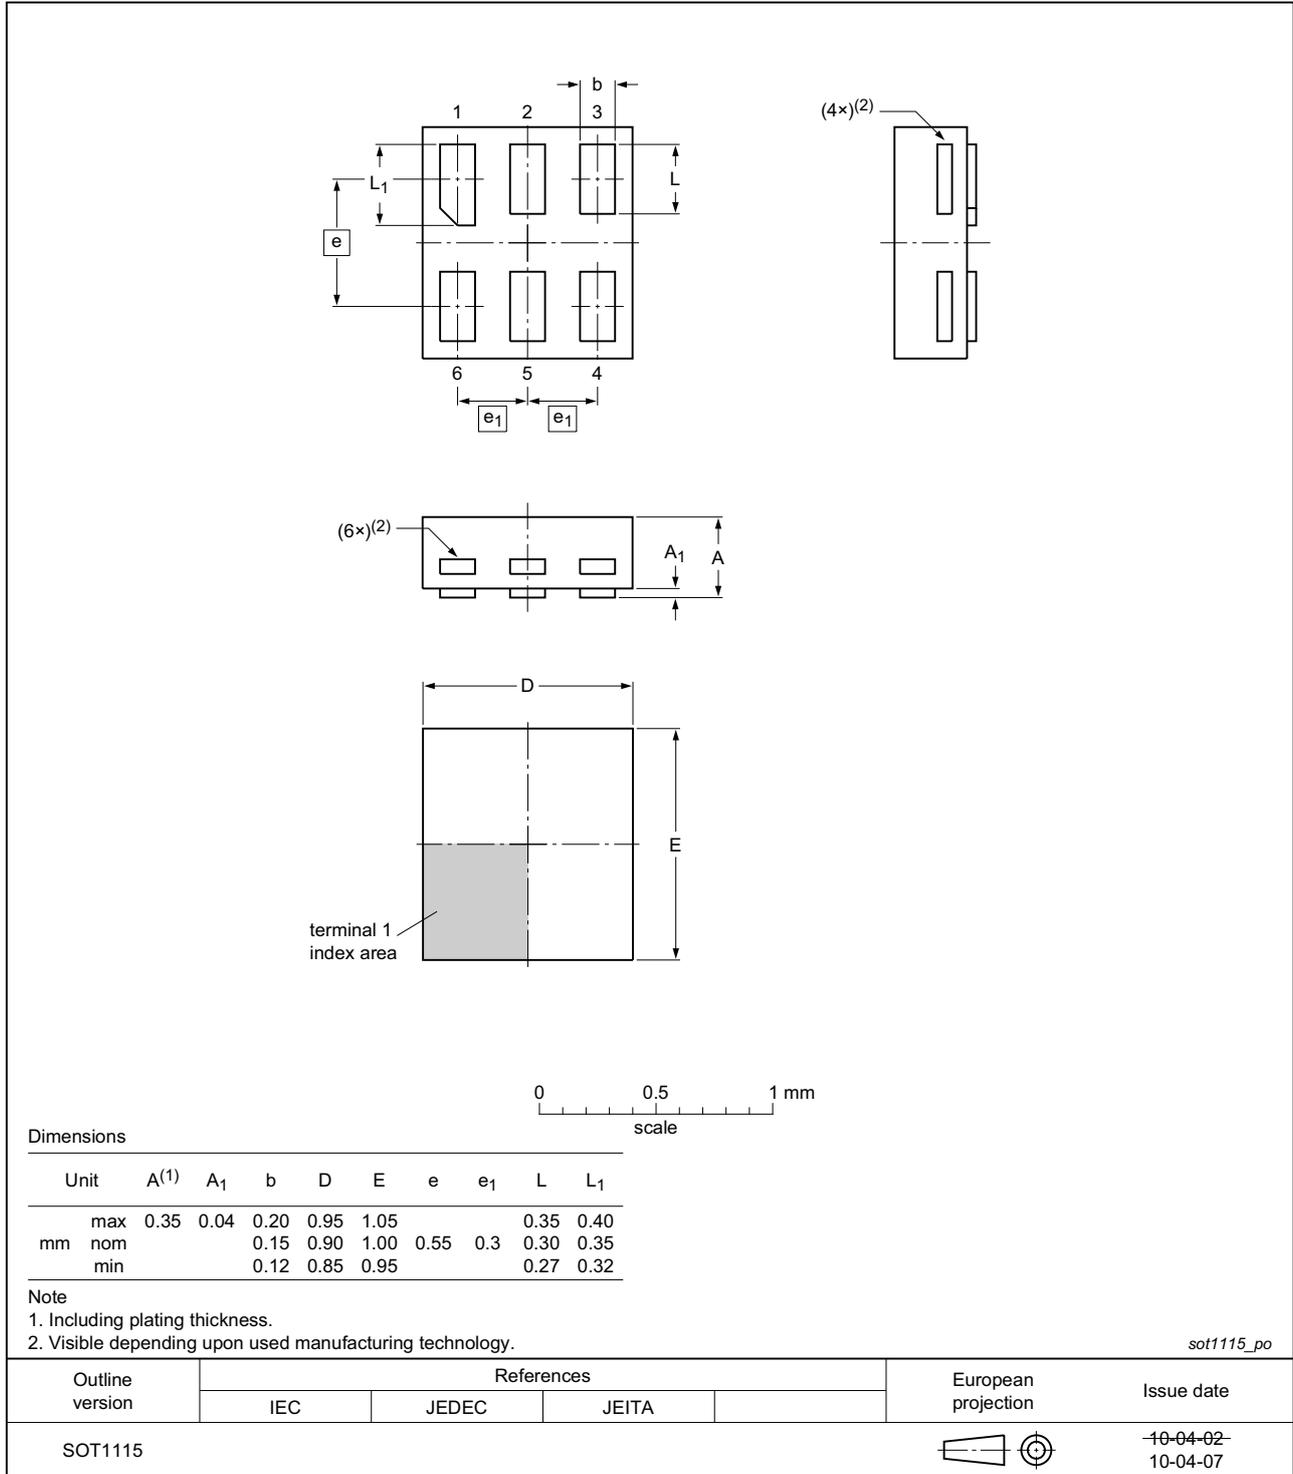 b
1 2 3
(4×)(2)
L1
L
e
6 5 4
e1 e1
(6×)(2)
A1 A
D
E
terminal 1
index area
0 0.5 1 mm
scale
Dimensions
Unit A(1) A1 b D E e e1 L L1
max 0.35 0.04 0.20 0.95 1.05 0.35 0.40
mm nom 0.15 0.90 1.00 0.55 0.3 0.30 0.35
min 0.12 0.85 0.95 0.27 0.32
Note
1. Including plating thickness.
2. Visible depending upon used manufacturing technology.
sot1115_po
Outline
version
References
IEC JEDEC JEITA
European
projection
Issue date
SOT1115
10-04-02
10-04-07